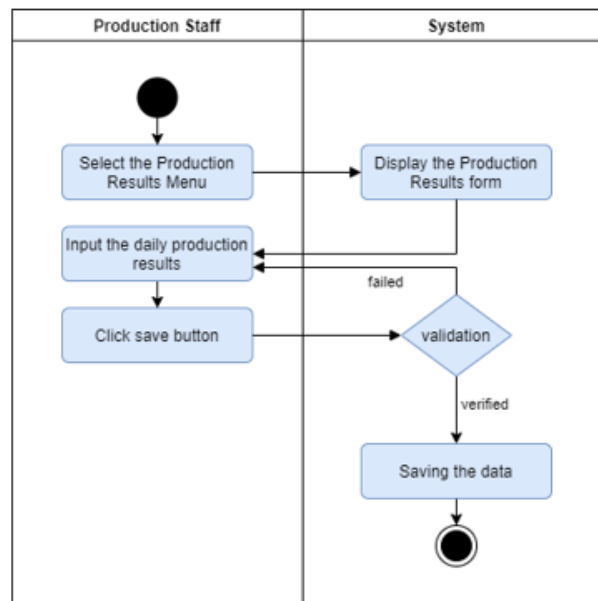 Production Staff
System
Select the Production
Results Menu
Display the Production
Results form
Input the daily production
results
failed
Click save button
validation
verified
Saving the data